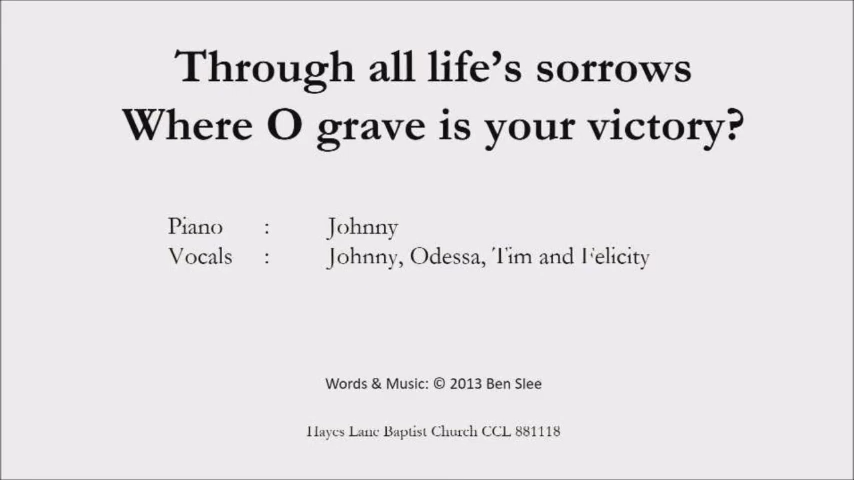 Through all life's sorrows
Where O grave is your victory?
Piano : Johnny
Vocals : Johnny, Odessa, Tim and Felicity
Words & Music: © 2013 Ben Slee
Hayes Lane Baptist Church CCL 881118